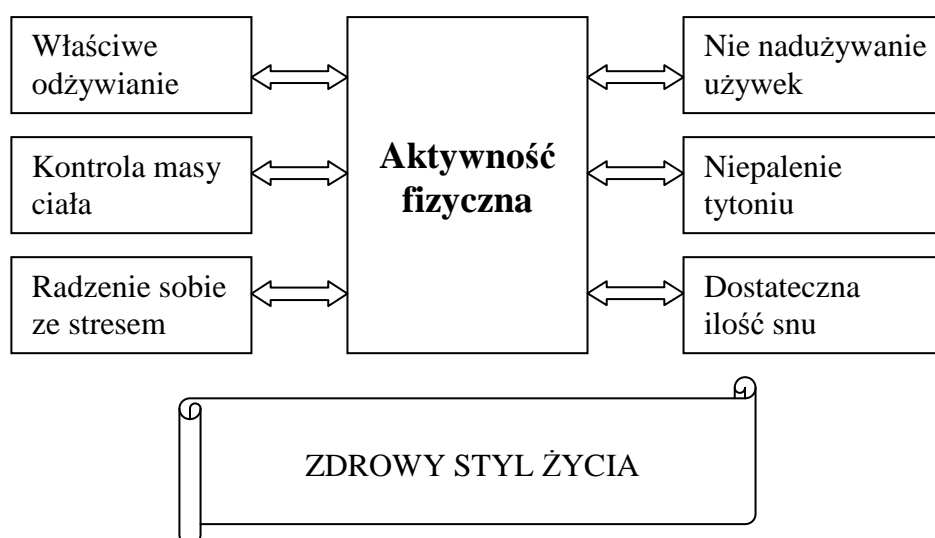 Właściwe
odżywianie
Kontrola masy
ciała
Radzenie sobie
ze stresem
Aktywność
fizyczna
Nie nadużywanie
używek
Niepalenie
tytoniu
Dostateczna
ilość snu
ZDROWY STYL ŻYCIA